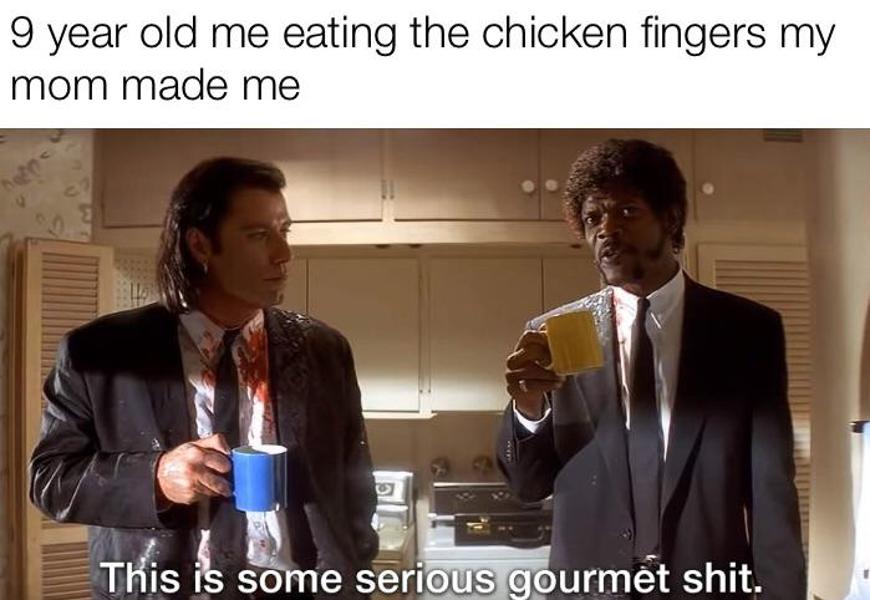 9 year old me eating the chicken fingers my
mom made me
This is some serious gourmet shit.